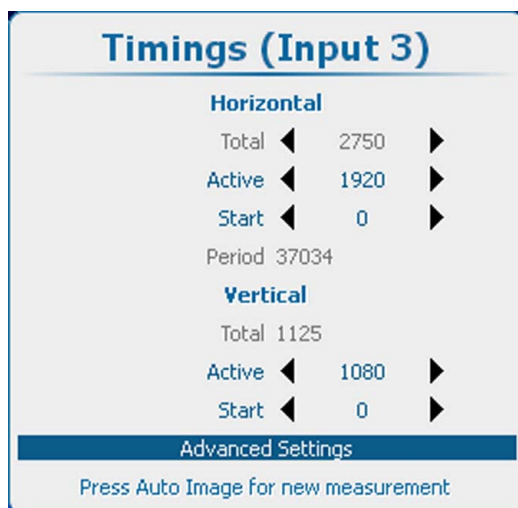 Timings (Input 3)
Horizontal
Total 2750
Active 1920
Start 0
Period 37034
Vertical
Total 1125
Active 1080
Start 0
Advanced Settings
Press Auto Image for new measurement